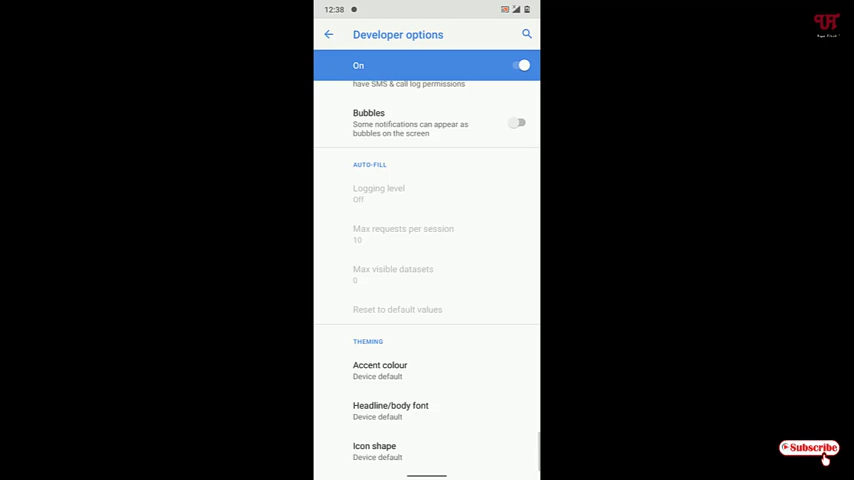 12:38
Developer options
On
have SMS & call log permissions
Bubbles
Some notifications can appear as
bubbles on the screen
AUTO-FILL
Logging level
Off
Max requests per session
10
Max visible datasets
0
Reset to default values
THEMING
Accent colour
Device default
Headline/body font
Device default
Icon shape
Device default
Subscribe